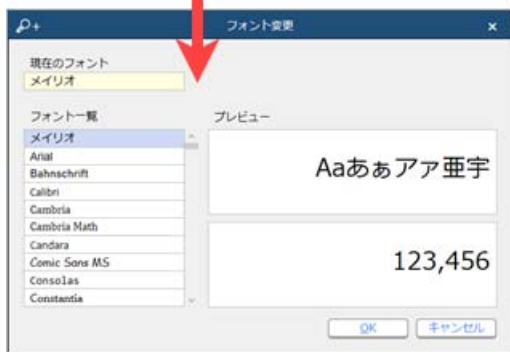 フォント変更
現在のフォント
メイリオ
フォント一覧
プレビュー
メイリオ
Arial
Bahnschrift
Calibri
Cambria
Cambria Math
Candara
Comic Sans MS
Consolas
Constantia
Aaあぁアァ亜宇
123,456
OK
キャンセル